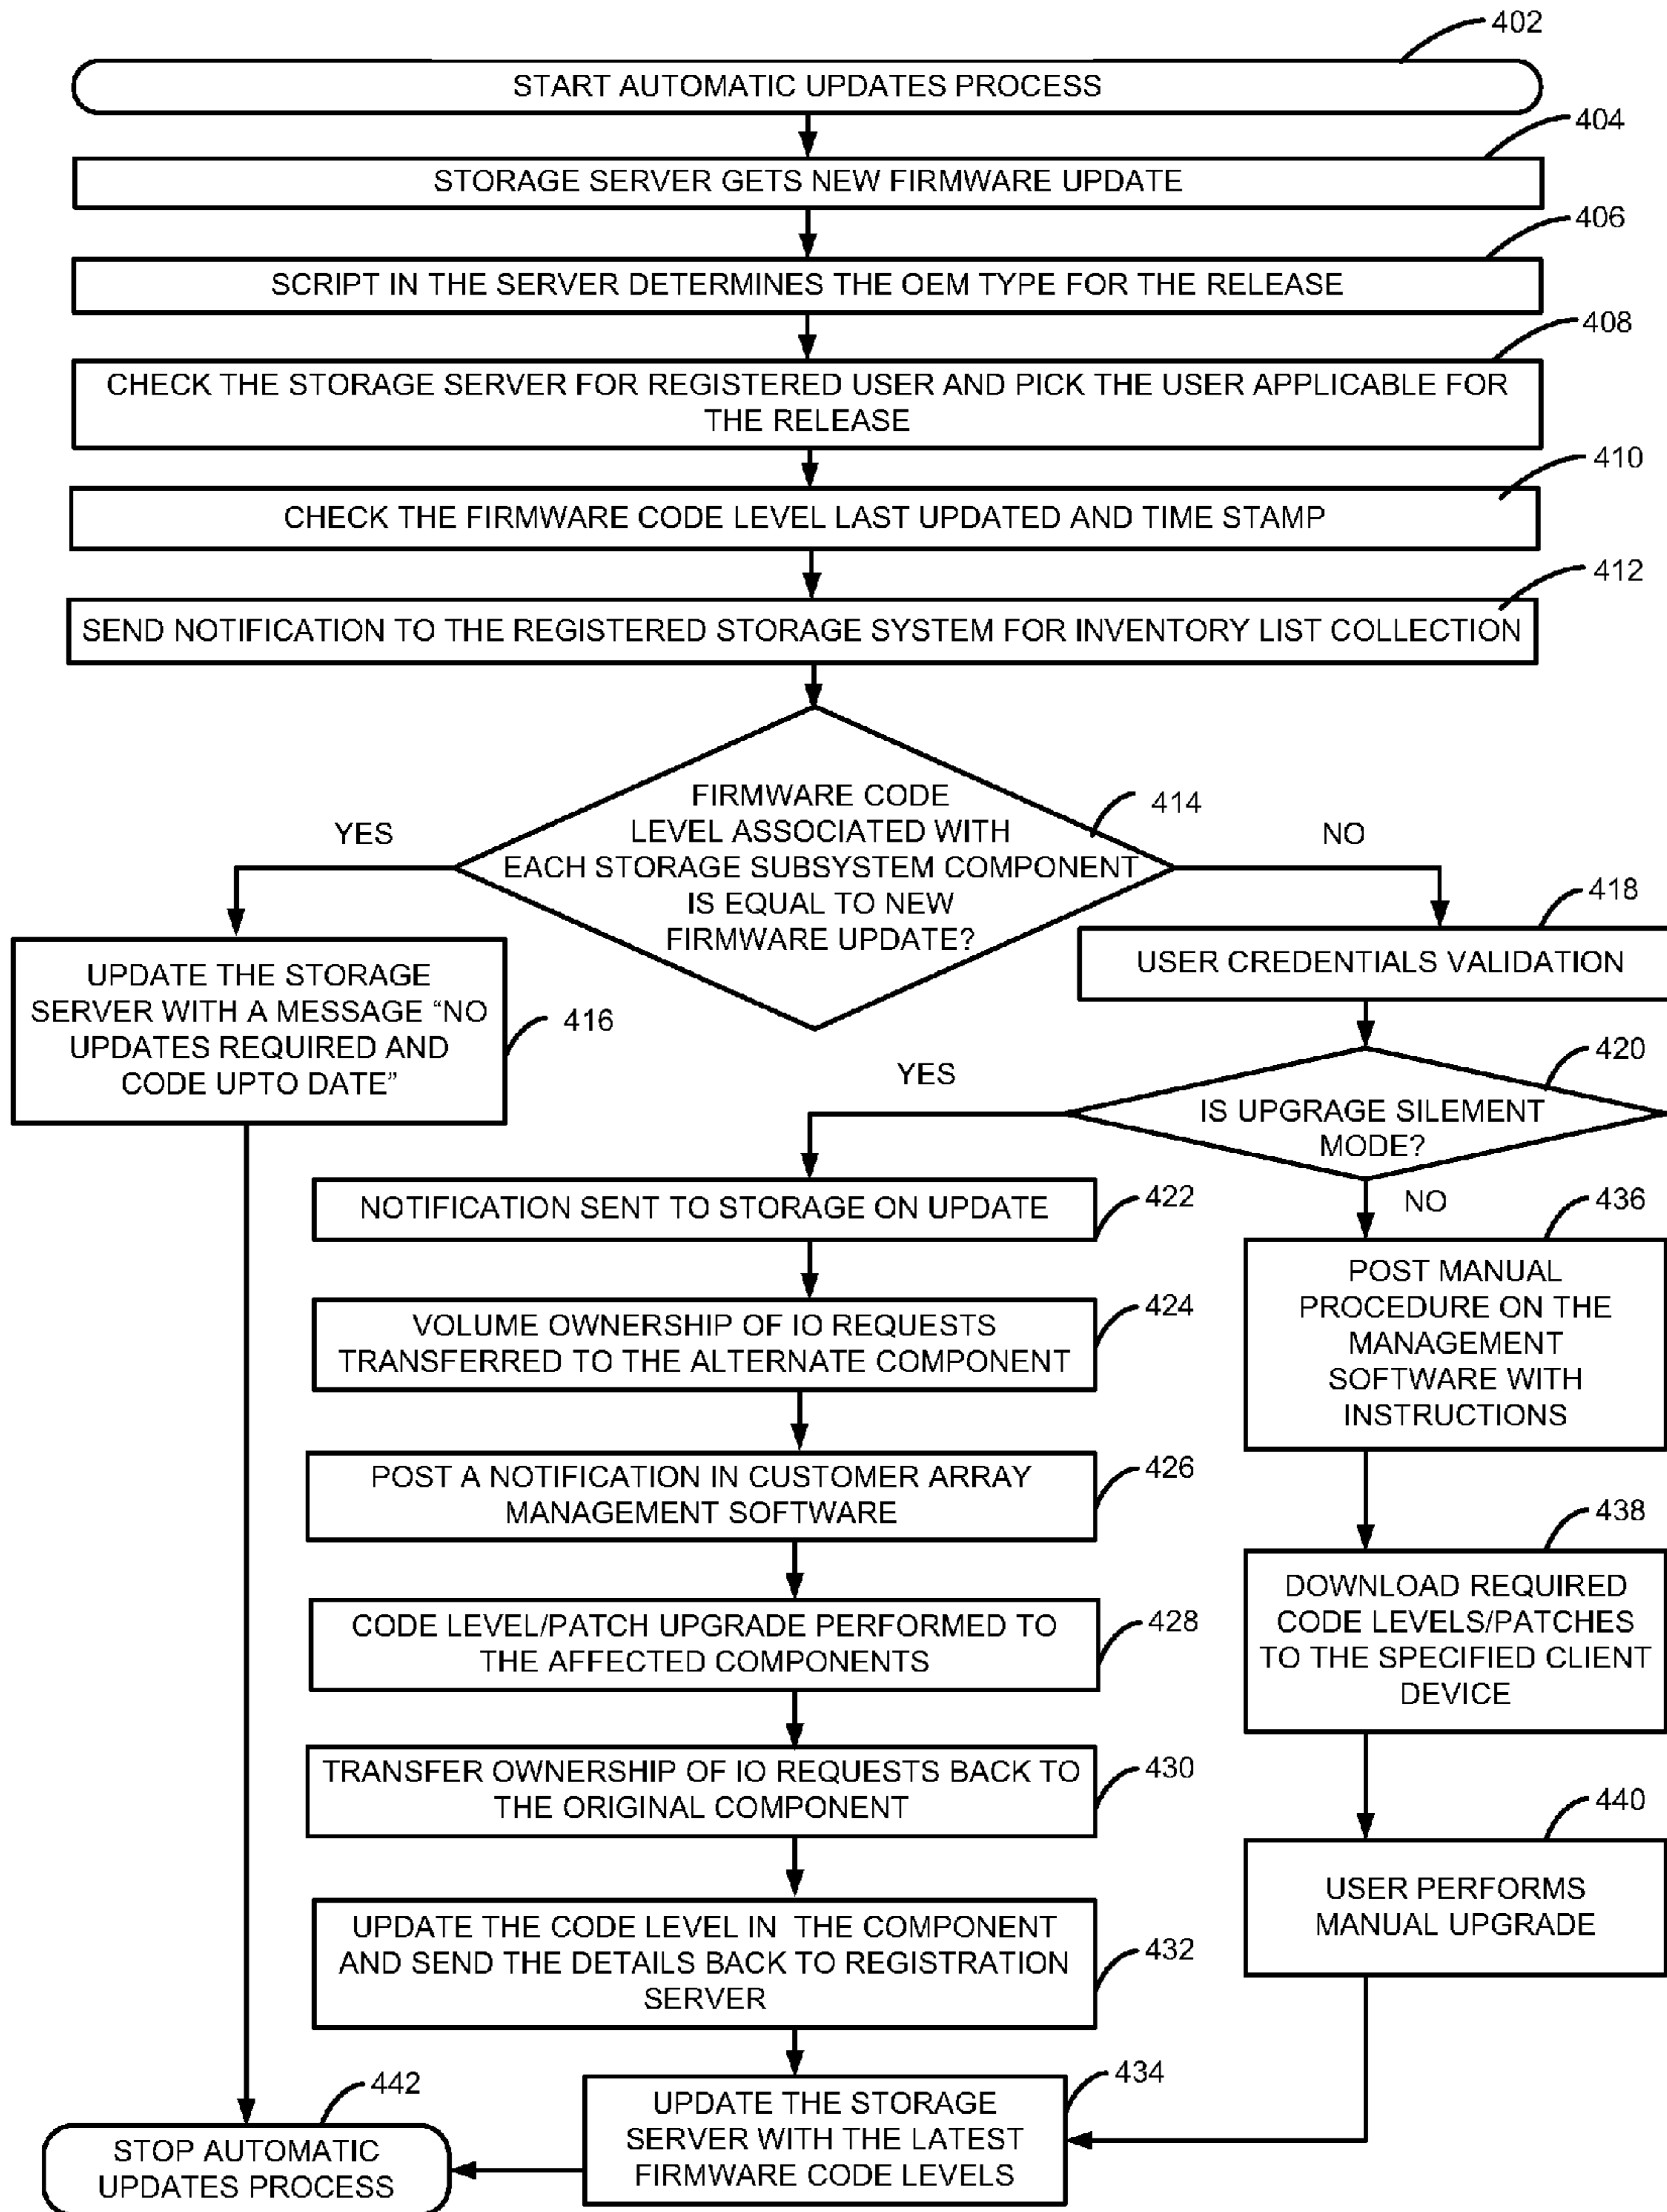 402
START AUTOMATIC UPDATES PROCESS
404
STORAGE SERVER GETS NEW FIRMWARE UPDATE
406
SCRIPT IN THE SERVER DETERMINES THE OEM TYPE FOR THE RELEASE
408
CHECK THE STORAGE SERVER FOR REGISTERED USER AND PICK THE USER APPLICABLE FOR
THE RELEASE
410
CHECK THE FIRMWARE CODE LEVEL LAST UPDATED AND TIME STAMP
412
SEND NOTIFICATION TO THE REGISTERED STORAGE SYSTEM FOR INVENTORY LIST COLLECTION
FIRMWARE CODE
LEVEL ASSOCIATED WITH
EACH STORAGE SUBSYSTEM COMPONENT
IS EQUAL TO NEW
FIRMWARE UPDATE?
414
YES
NO
UPDATE THE STORAGE
SERVER WITH A MESSAGE “NO
UPDATES REQUIRED AND
CODE UPTO DATE”
416
418
USER CREDENTIALS VALIDATION
420
IS UPGRAGE SILEMENT
MODE?
YES
NO
NOTIFICATION SENT TO STORAGE ON UPDATE
422
VOLUME OWNERSHIP OF IO REQUESTS
TRANSFERRED TO THE ALTERNATE COMPONENT
424
POST A NOTIFICATION IN CUSTOMER ARRAY
MANAGEMENT SOFTWARE
426
CODE LEVEL/PATCH UPGRADE PERFORMED TO
THE AFFECTED COMPONENTS
428
TRANSFER OWNERSHIP OF IO REQUESTS BACK TO
THE ORIGINAL COMPONENT
430
UPDATE THE CODE LEVEL IN THE COMPONENT
AND SEND THE DETAILS BACK TO REGISTRATION
SERVER
432
436
POST MANUAL
PROCEDURE ON THE
MANAGEMENT
SOFTWARE WITH
INSTRUCTIONS
438
DOWNLOAD REQUIRED
CODE LEVELS/PATCHES
TO THE SPECIFIED CLIENT
DEVICE
440
USER PERFORMS
MANUAL UPGRADE
434
UPDATE THE STORAGE
SERVER WITH THE LATEST
FIRMWARE CODE LEVELS
442
STOP AUTOMATIC
UPDATES PROCESS